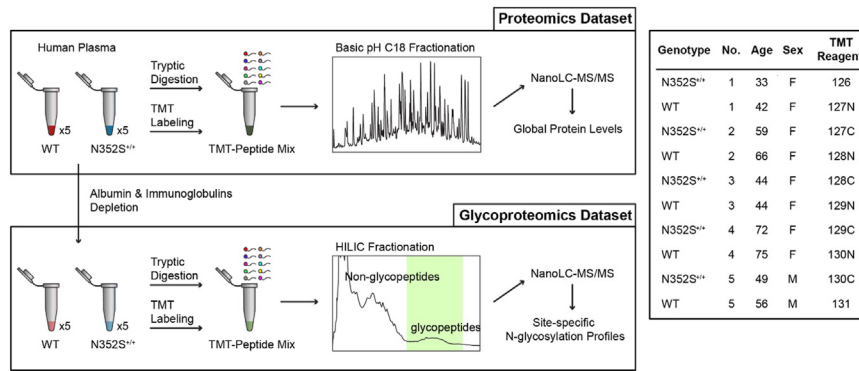 Proteomics Dataset
Human Plasma
Tryptic
Digestion
TMT
Labeling
x5
x5
WT
N352S+/+
TMT-Peptide Mix
Basic pH C18 Fractionation
NanoLC-MS/MS
Global Protein Levels
Albumin & Immunoglobulins
Depletion
Glycoproteomics Dataset
Tryptic
Digestion
TMT
Labeling
x5
x5
WT
N352S+/+
TMT-Peptide Mix
HILIC Fractionation
Non-glycopeptides
glycopeptides
NanoLC-MS/MS
Site-specific
N-glycosylation Profiles
Genotype No. Age Sex TMT Reagent
N352S+/+ 1 33 F 126
WT 1 42 F 127N
N352S+/+ 2 59 F 127C
WT 2 66 F 128N
N352S+/+ 3 44 F 128C
WT 3 44 F 129N
N352S+/+ 4 72 F 129C
WT 4 75 F 130N
N352S+/+ 5 49 M 130C
WT 5 56 M 131